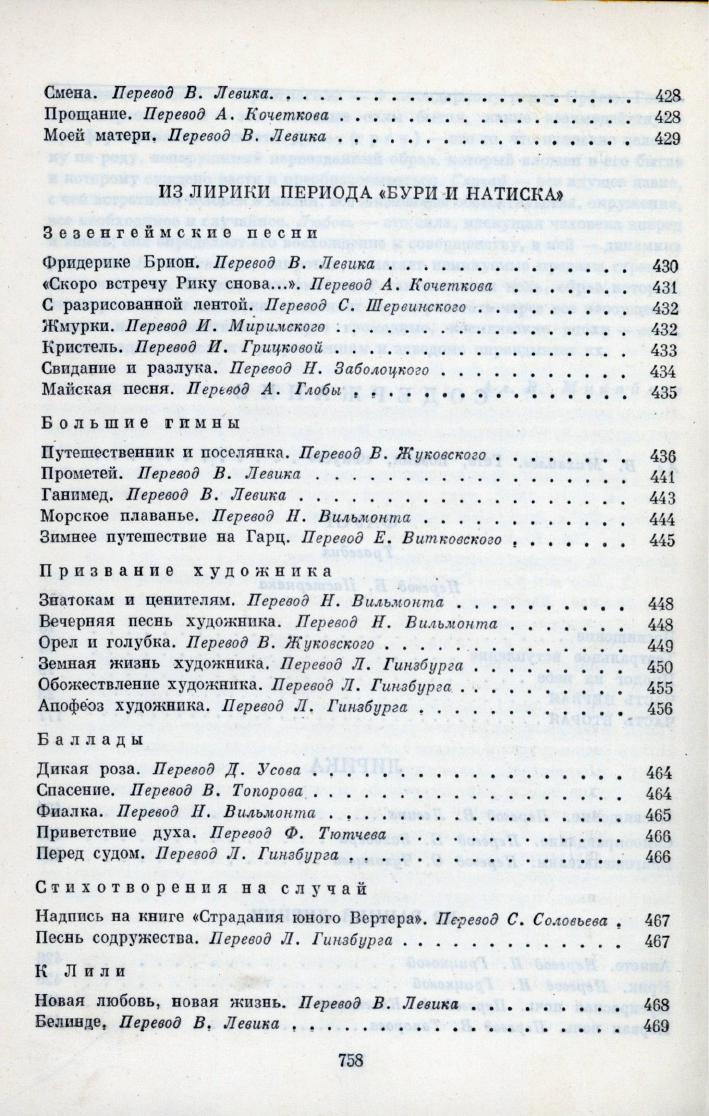 Смена. Перевод В. Левика. . . . . . . . . . . . . . . . . . 428
Прощание. Перевод А. Кочеткова . . . . . . . . . . . . . . . 428
Моей матери. Перевод В. Левика . . . . . . . . . . . . . . . 429
ИЗ ЛИРИКИ ПЕРИОДА «БУРИ И НАТИСКА»
Зезенгеймские песни
Фридерике Брион. Перевод В. Левика . . . . . . . . . . . . . 430
«Скоро встречу Рику снова...». Перевод А. Кочеткова . . . . . . 431
С разрисованной лентой. Перевод С. Шервинского . . . . . . . . 432
Жмурки. Перевод И. Миримского . . . . . . . . . . . . . . . 432
Кристель. Перевод И. Грицковой . . . . . . . . . . . . . . . 433
Свидание и разлука. Перевод Н. Заболоцкого . . . . . . . . . . 434
Майская песня. Перевод А. Глобы . . . . . . . . . . . . . . 435
Большие гимны
Путешественник и поселянка. Перевод В. Жуковского . . . . . . . 436
Прометей. Перевод В. Левика . . . . . . . . . . . . . . . . 441
Ганимед. Перевод В. Левика . . . . . . . . . . . . . . . . . 443
Морское плаванье. Перевод Н. Вильмонта . . . . . . . . . . . 444
Зимнее путешествие на Гарц. Перевод Е. Витковского . . . . . . 445
Призвание художника
Знатокам и ценителям. Перевод Н. Вильмонта . . . . . . . . . 448
Вечерняя песнь художника. Перевод Н. Вильмонта . . . . . . . 448
Орел и голубка. Перевод В. Жуковского . . . . . . . . . . . . 449
Земная жизнь художника. Перевод Л. Гинзбурга . . . . . . . . 450
Обожествление художника. Перевод Л. Гинзбурга . . . . . . . . 455
Апофеоз художника. Перевод Л. Гинзбурга . . . . . . . . . . . 456
Баллады
Дикая роза. Перевод Д. Усова . . . . . . . . . . . . . . . . 464
Спасение. Перевод В. Топорова . . . . . . . . . . . . . . . . 464
Фиалка. Перевод Н. Вильмонта . . . . . . . . . . . . . . . . 465
Приветствие духа. Перевод Ф. Тютчева . . . . . . . . . . . . 466
Перед судом. Перевод Л. Гинзбурга . . . . . . . . . . . . . . 466
Стихотворения на случай
Надпись на книге «Страдания юного Вертера». Перевод С. Соловьева . 467
Песнь содружества. Перевод Л. Гинзбурга . . . . . . . . . . . 467
К Лили
Новая любовь, новая жизнь. Перевод В. Левика . . . . . . . . . 468
Белинде. Перевод В. Левика . . . . . . . . . . . . . . . . . 469
758